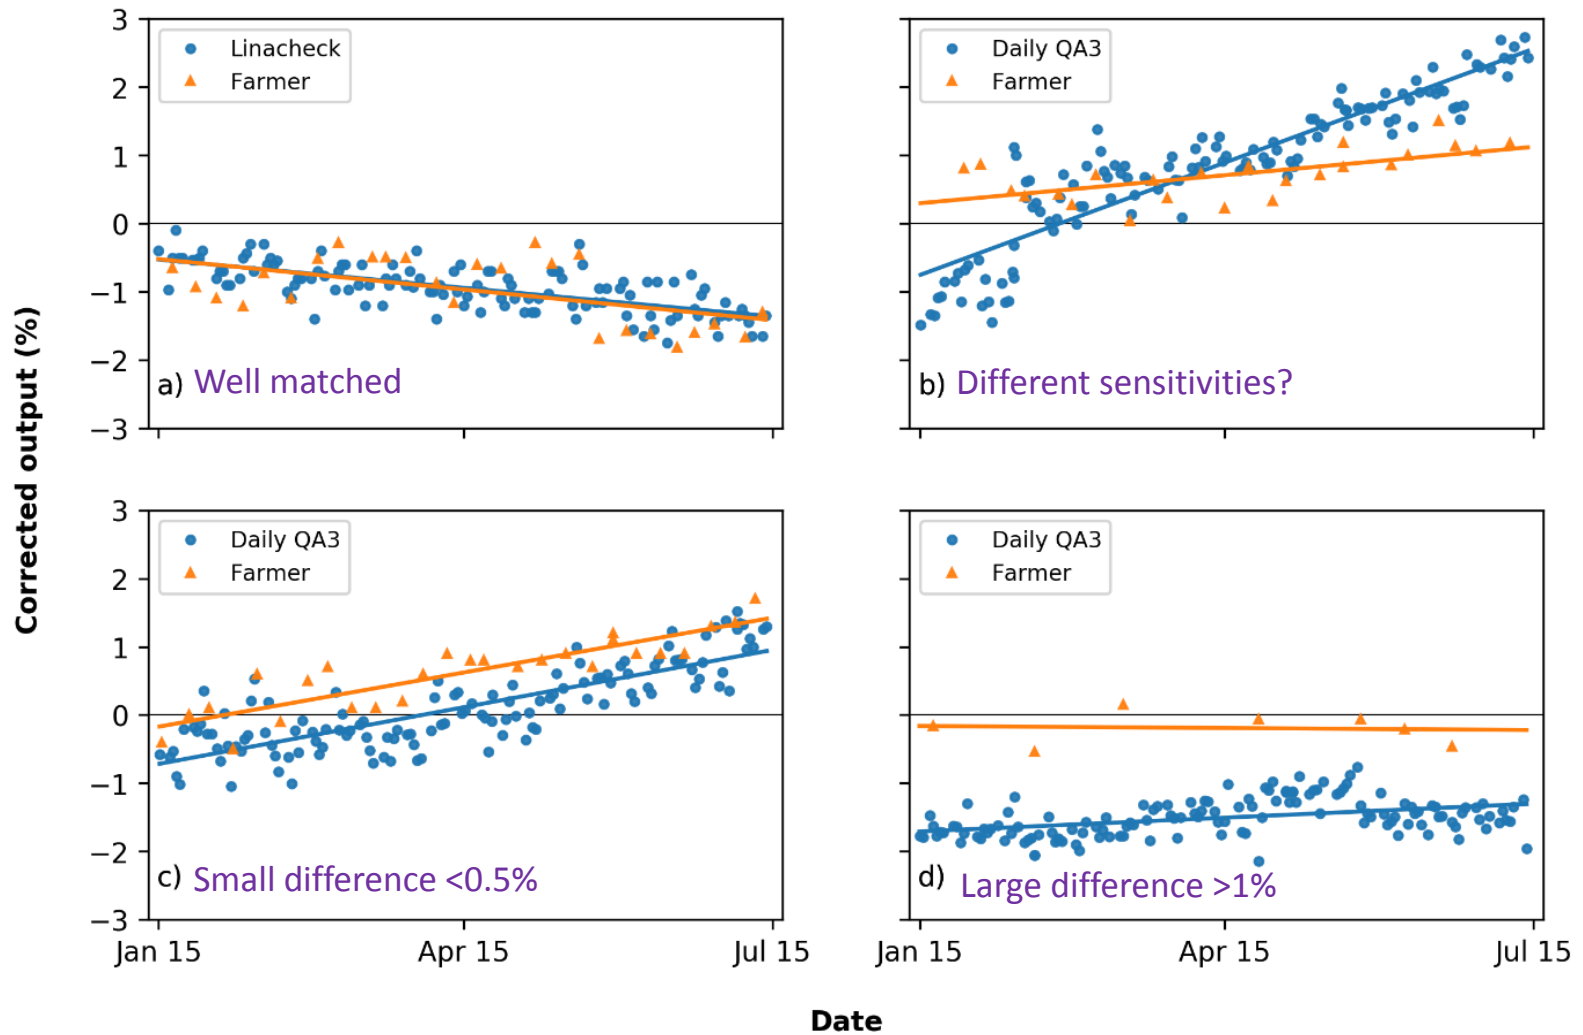 Corrected output (%)
3
2
1
0
−1
−2
−3
Linacheck
Farmer
a) Well matched
Daily QA3
Farmer
b) Different sensitivities?
3
2
1
0
−1
−2
−3
Daily QA3
Farmer
c) Small difference <0.5%
Daily QA3
Farmer
d) Large difference >1%
Jan 15
Apr 15
Jul 15
Jan 15
Apr 15
Jul 15
Date